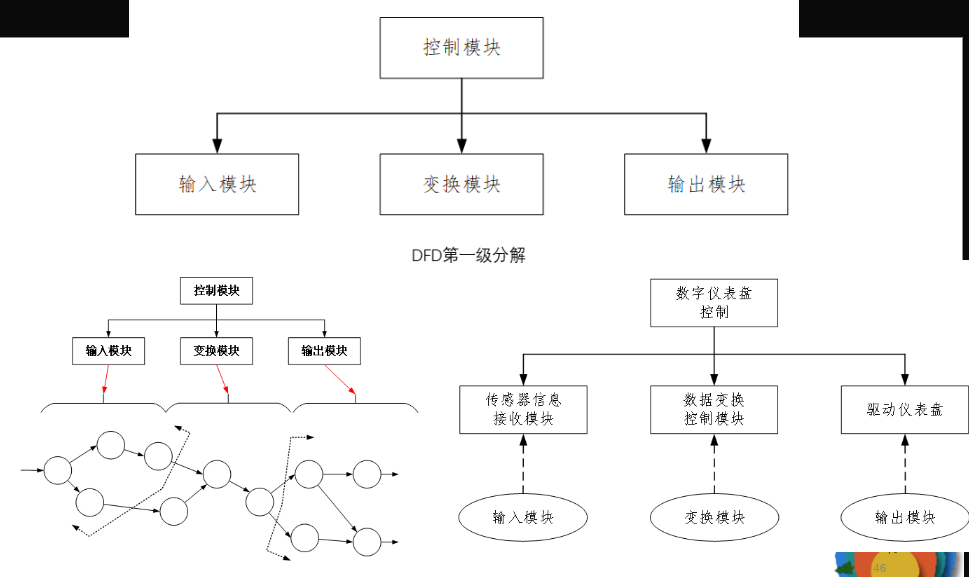 控制模块
输入模块
变换模块
输出模块
DFD第一级分解
控制模块
输入模块
变换模块
输出模块
数字仪表盘
控制
传感器信息
接收模块
数据变换
控制模块
驱动仪表盘
输入模块
变换模块
输出模块
46